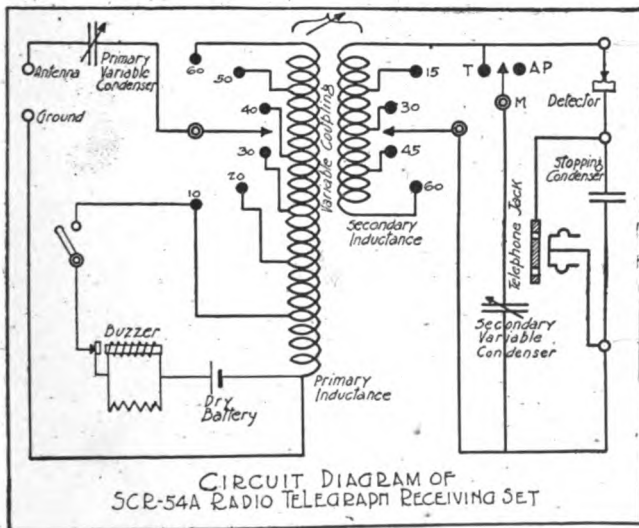 Antenna
Ground
Primary
Variable
Condenser
60
50
40
30
20
10
Variable Coupling
15
30
45
60
Secondary
Inductance
T
AP
M
Detector
Stopping
Condenser
Telephone Jack
Secondary
Variable
Condenser
Buzzer
Dry
Battery
Primary
Inductance
CIRCUIT DIAGRAM OF
SCR-54A RADIO TELEGRAPH RECEIVING SET